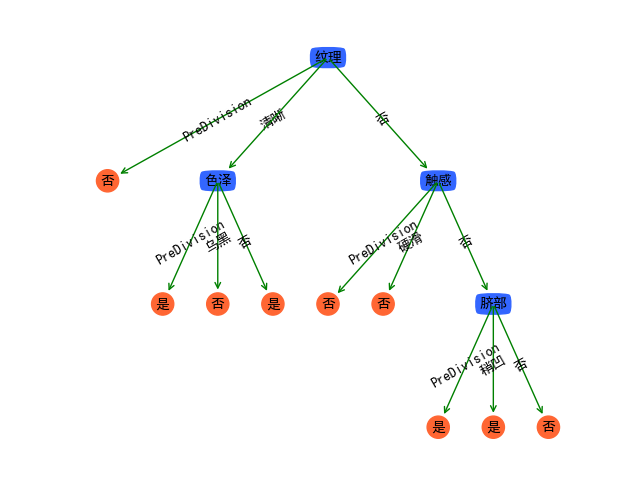 纹理
PreDivision
清晰
否
否
色泽
触感
PreDivision
乌黑
否
PreDivision
硬滑
否
是
否
是
否
否
脐部
PreDivision
稍凹
否
是
是
否